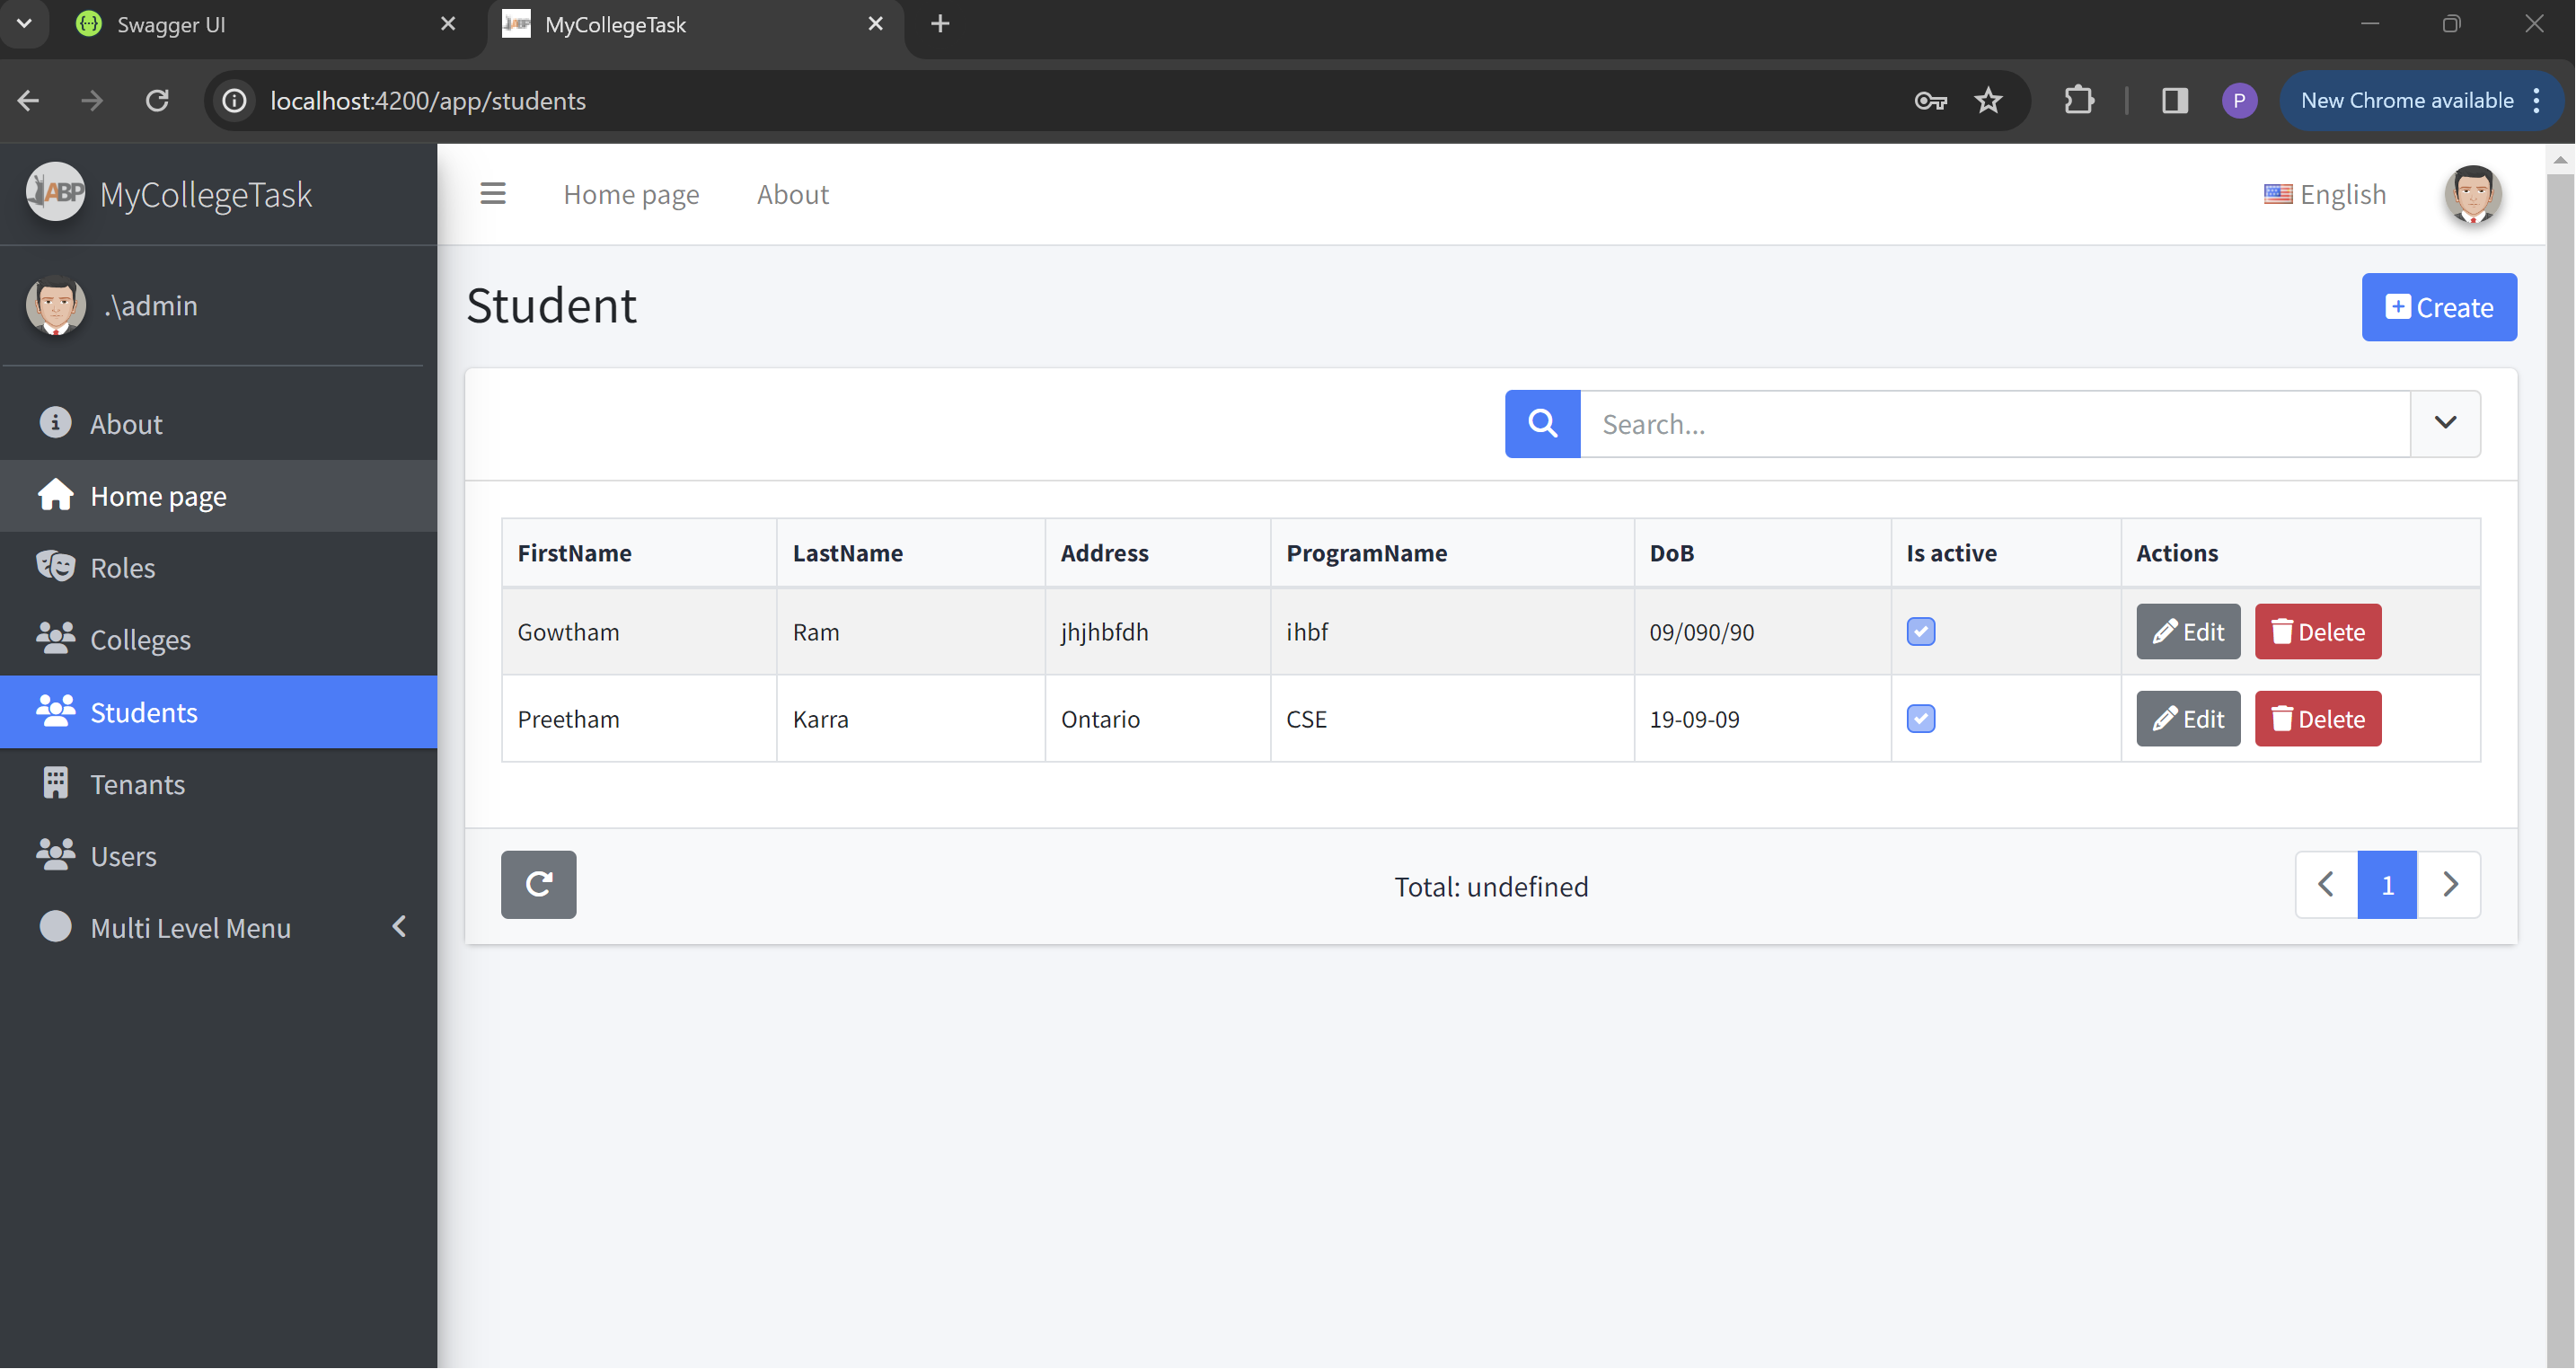 Swagger UI
MyCollegeTask
localhost:4200/app/students
P
New Chrome available
ABP
MyCollegeTask
Home page
About
English
.\admin
Student
Create
About
Home page
Roles
Colleges
Students
Tenants
Users
Multi Level Menu
Search...
FirstName LastName Address ProgramName DoB Is active Actions
Gowtham Ram jhjhbfdh ihbf 09/090/90 Edit Delete
Preetham Karra Ontario CSE 19-09-09 Edit Delete
Total: undefined
1